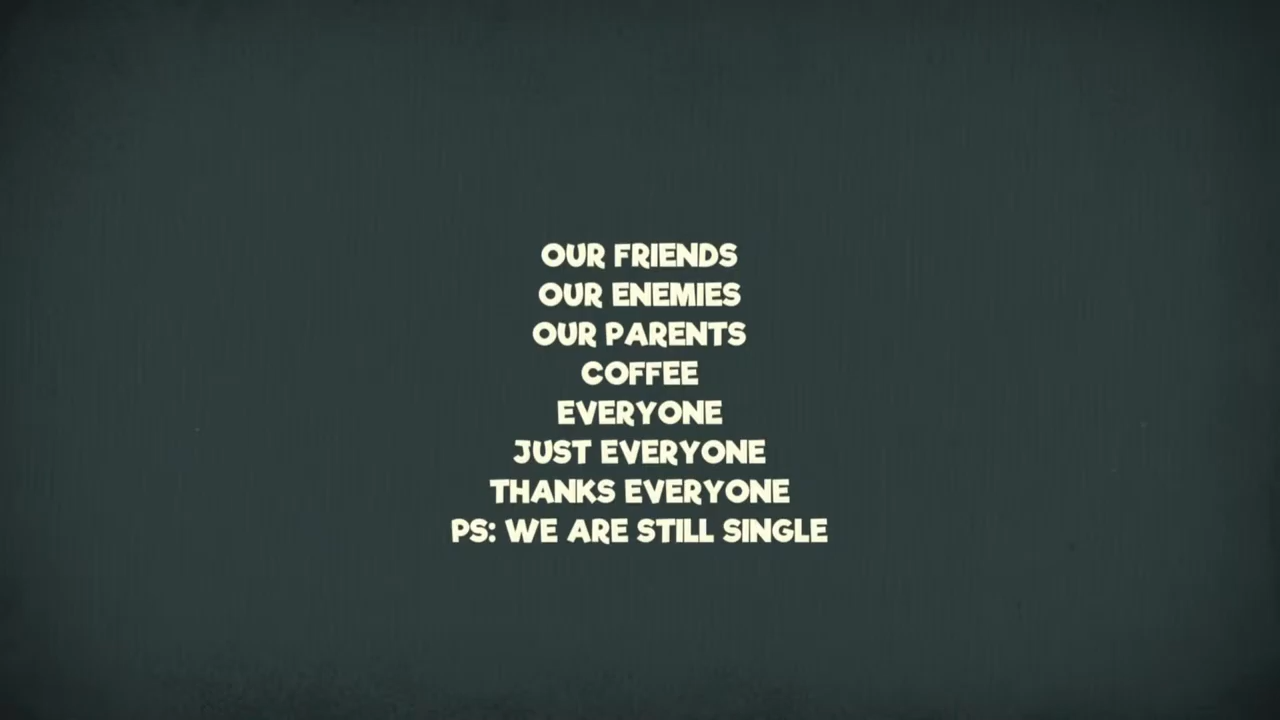 OUR FRIENDS
OUR ENEMIES
OUR PARENTS
COFFEE
EVERYONE
JUST EVERYONE
THANKS EVERYONE
PS: WE ARE STILL SINGLE